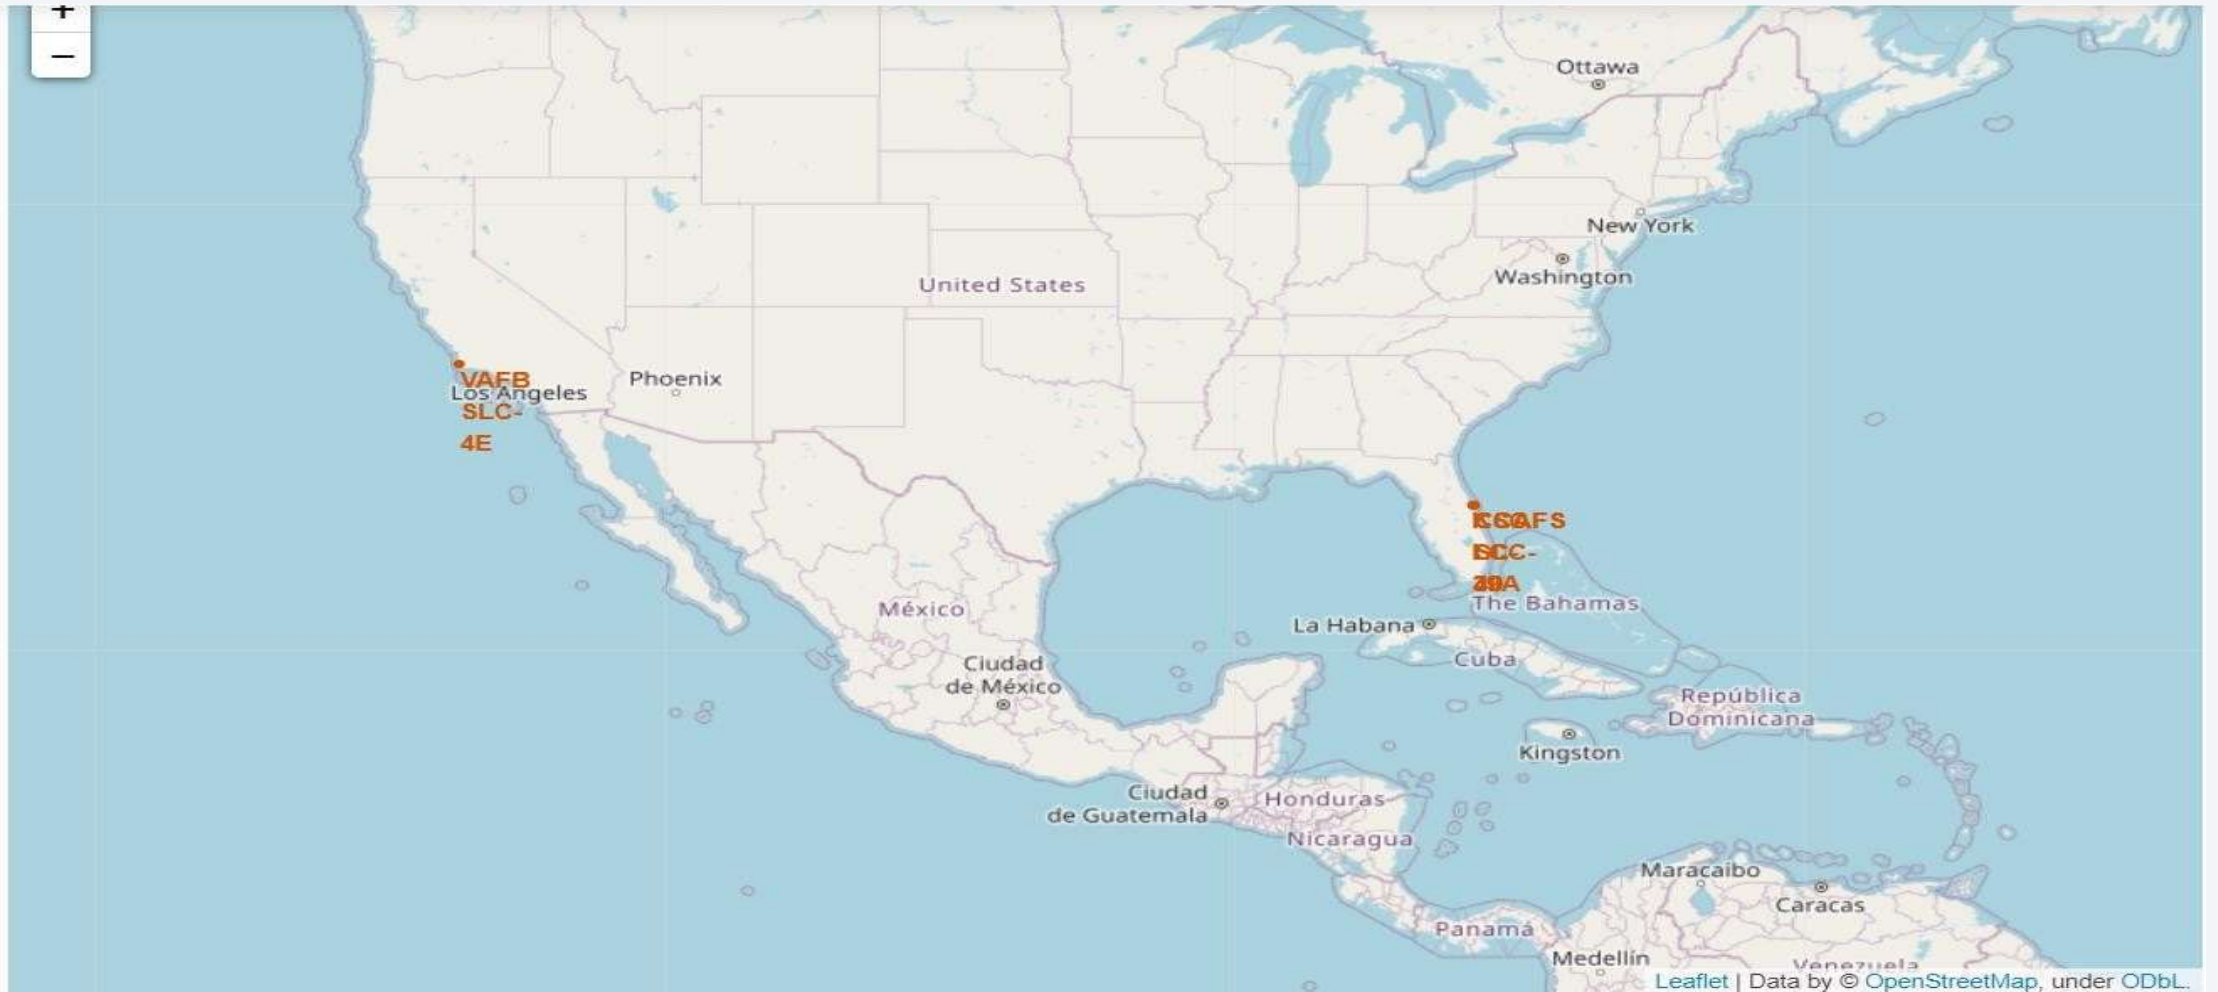 +
−
Ottawa
New York
Washington
United States
VAFB
SLC-
4E
Los Angeles
Phoenix
México
The Bahamas
La Habana
Cuba
Ciudad
de México
República
Dominicana
Kingston
Ciudad
de Guatemala
Honduras
Nicaragua
Maracaibo
Caracas
Panamá
Medellín
Venezuela
Leaflet | Data by © OpenStreetMap, under ODbL.